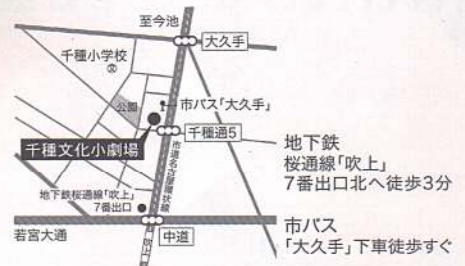 至今池
大久手
千種小学校
文
公園
市バス「大久手」
千種通5
千種文化小劇場
市道名古屋環状線
地下鉄桜通線「吹上」
7番出口
若宮大通
中道
吹上
地下鉄
桜通線「吹上」
7番出口北へ徒歩3分
市バス
「大久手」下車徒歩すぐ